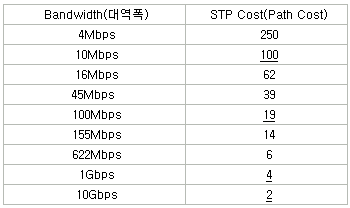 Bandwidth(대역폭) STP Cost(Path Cost)
4Mbps 250
10Mbps 100
16Mbps 62
45Mbps 39
100Mbps 19
155Mbps 14
622Mbps 6
1Gbps 4
10Gbps 2